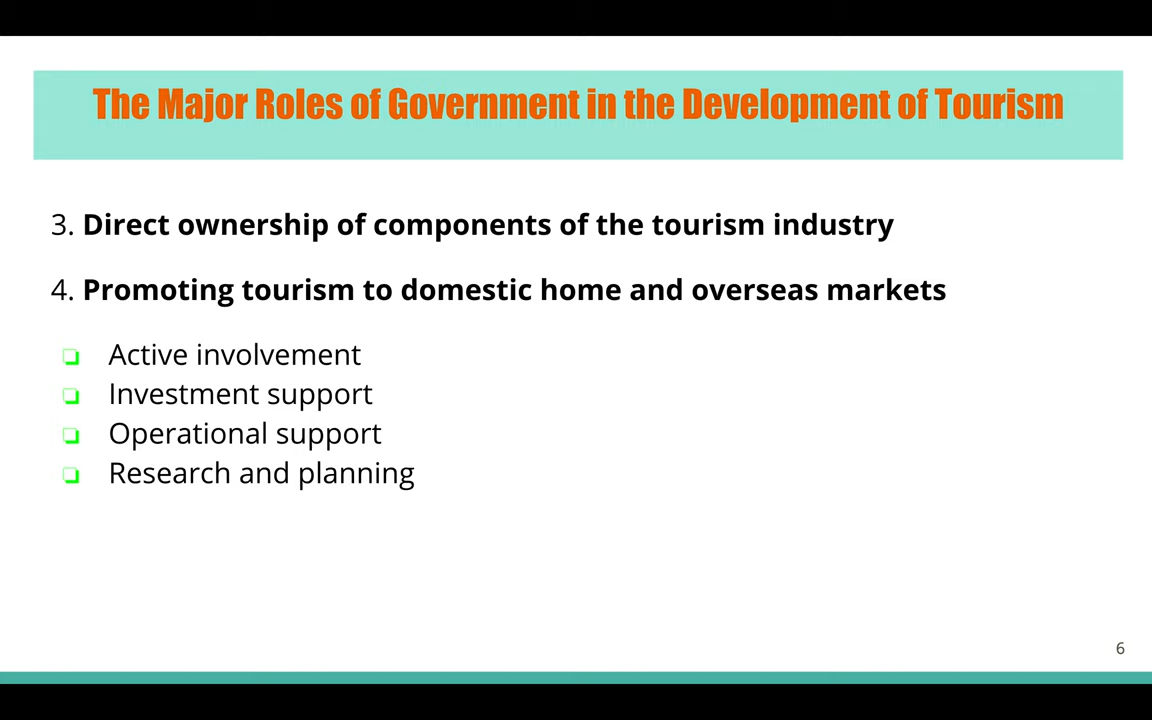 The Major Roles of Government in the Development of Tourism
3. Direct ownership of components of the tourism industry
4. Promoting tourism to domestic home and overseas markets
❏ Active involvement
❏ Investment support
❏ Operational support
❏ Research and planning
6